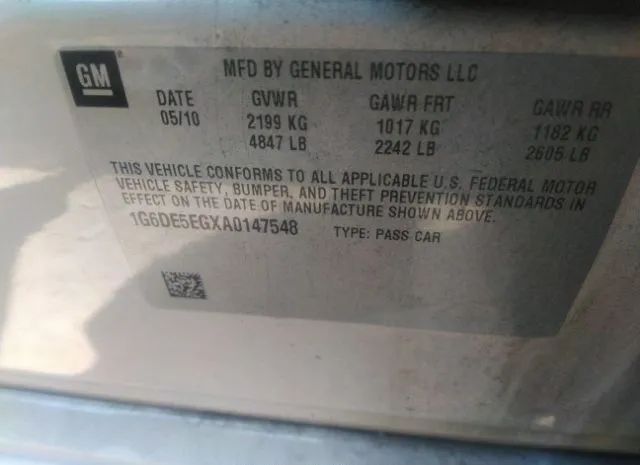 GM
MFD BY GENERAL MOTORS LLC
DATE GVWR GAWR FRT GAWR RR
05/10 2199 KG 1017 KG 1182 KG
4847 LB 2242 LB 2605 LB
THIS VEHICLE CONFORMS TO ALL APPLICABLE U.S. FEDERAL MOTOR
VEHICLE SAFETY, BUMPER, AND THEFT PREVENTION STANDARDS IN
EFFECT ON THE DATE OF MANUFACTURE SHOWN ABOVE.
1G6DE5EGXA0147548 TYPE: PASS CAR